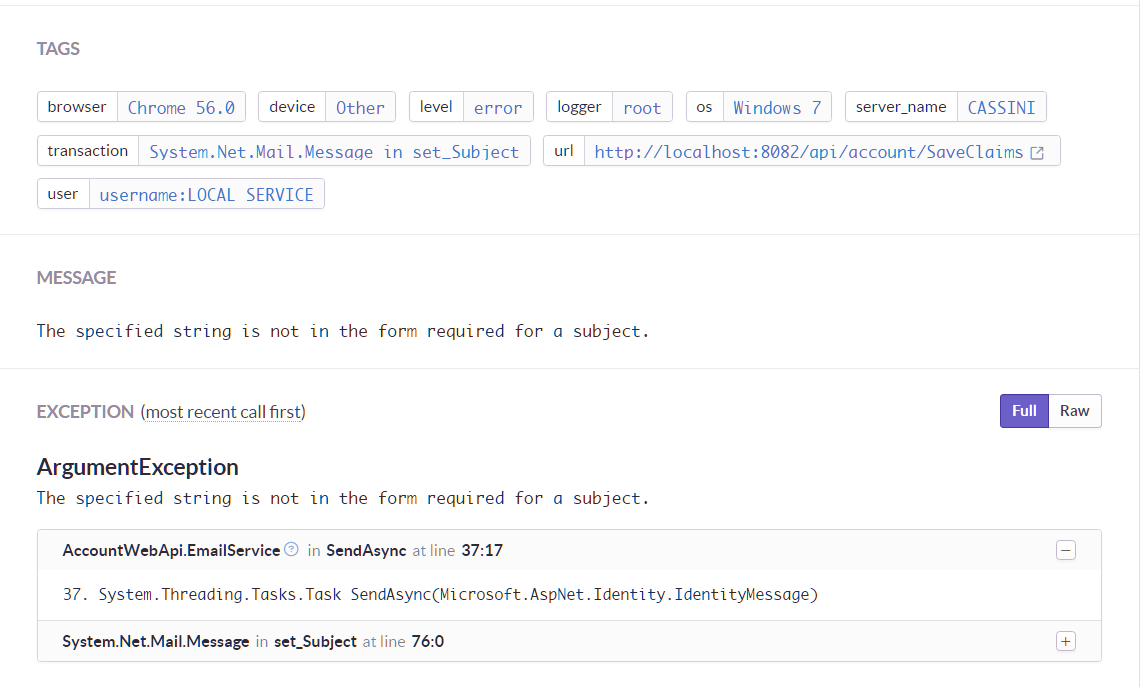 TAGS
browser Chrome 56.0 device Other level error logger root os Windows 7 server_name CASSINI
transaction System.Net.Mail.Message in set_Subject url http://localhost:8082/api/account/SaveClaims
user username:LOCAL SERVICE
MESSAGE
The specified string is not in the form required for a subject.
EXCEPTION (most recent call first) Full Raw
ArgumentException
The specified string is not in the form required for a subject.
AccountWebApi.EmailService ? in SendAsync at line 37:17
37. System.Threading.Tasks.Task SendAsync(Microsoft.AspNet.Identity.IdentityMessage)
System.Net.Mail.Message in set_Subject at line 76:0